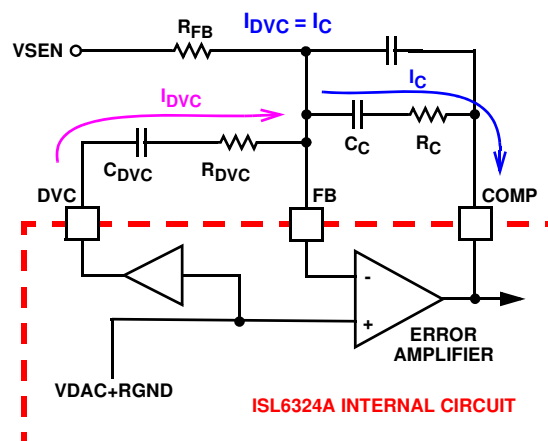 RFB
IDVC = IC
VSEN
IDVC
IC
CDVC
RDVC
CC
RC
DVC
FB
COMP
-
+
ERROR
AMPLIFIER
VDAC+RGND
ISL6324A INTERNAL CIRCUIT